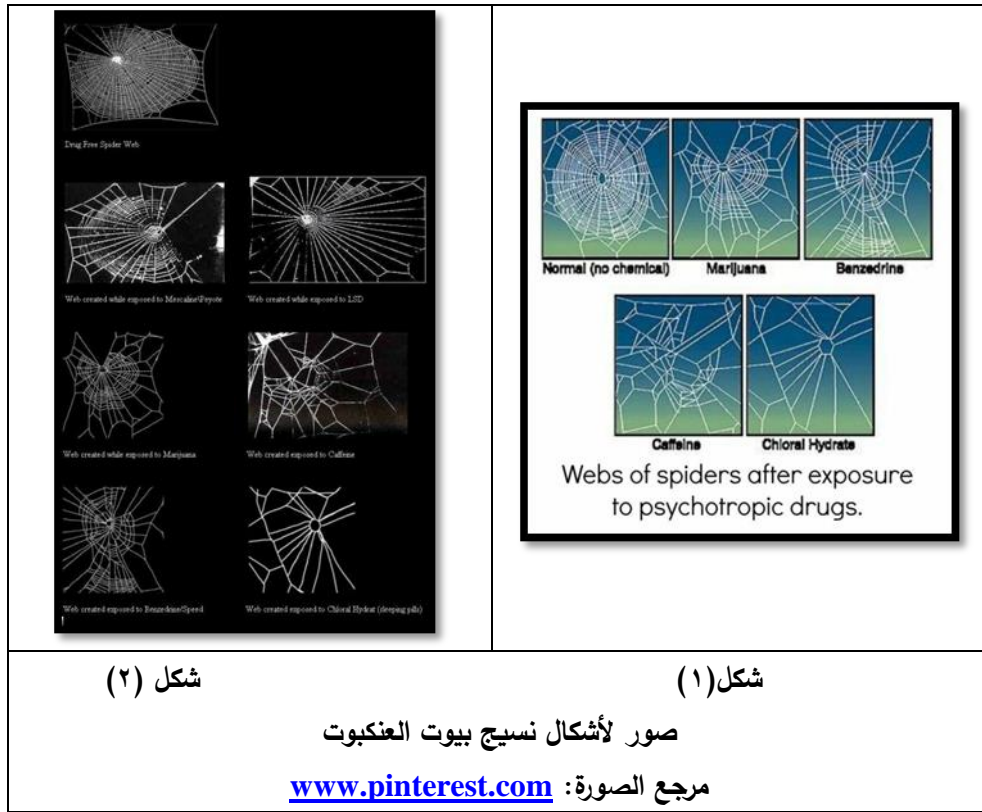 Drug Free Spider Web
Web created while exposed to Mescaline\Peyote
Web created while exposed to LSD
Web created while exposed to Marijuana
Web created exposed to Caffeine
Web created exposed to Benzedrine/Speed
Web created exposed to Chloral Hydrat (sleeping pills)
Normal (no chemical)
Marijuana
Benzedrine
Caffeine
Chloral Hydrate
Webs of spiders after exposure
to psychotropic drugs.
شكل(١)
شكل (٢)
صور لأشكال نسيج بيوت العنكبوت
مرجع الصورة: www.pinterest.com